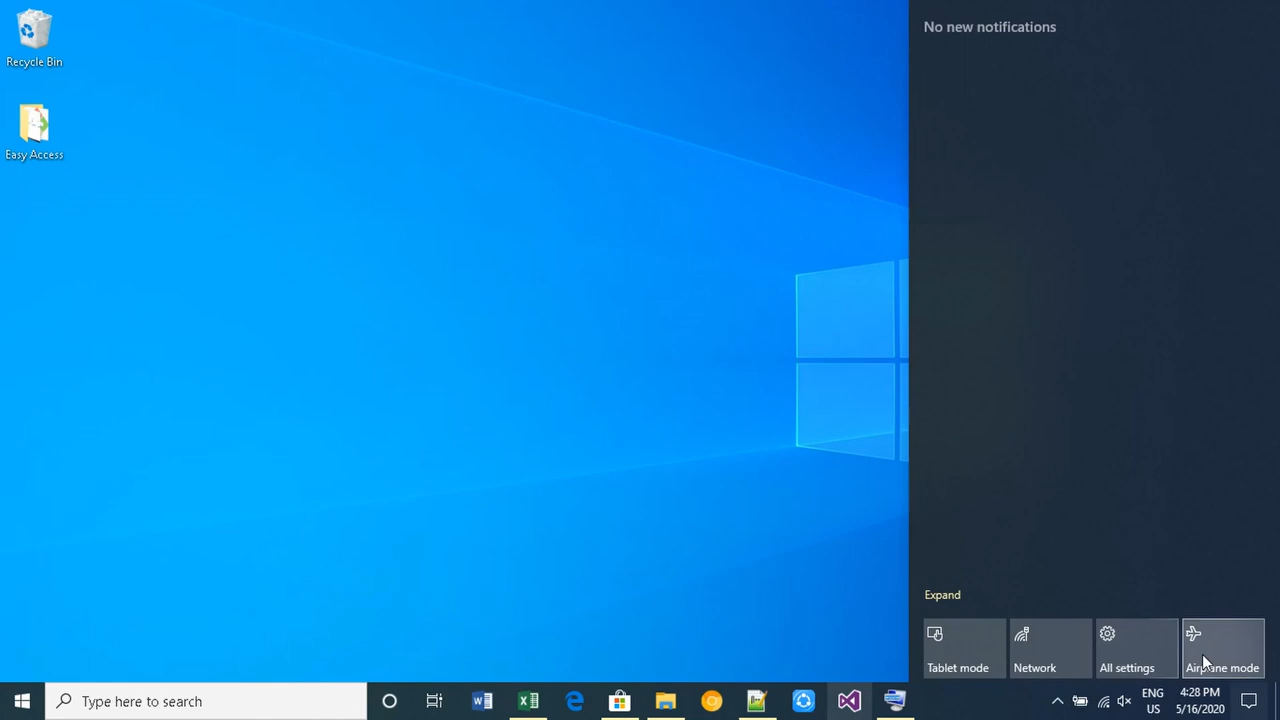 Recycle Bin
Easy Access
No new notifications
Expand
Tablet mode
Network
All settings
Airplane mode
Type here to search
ENG
US
4:28 PM
5/16/2020